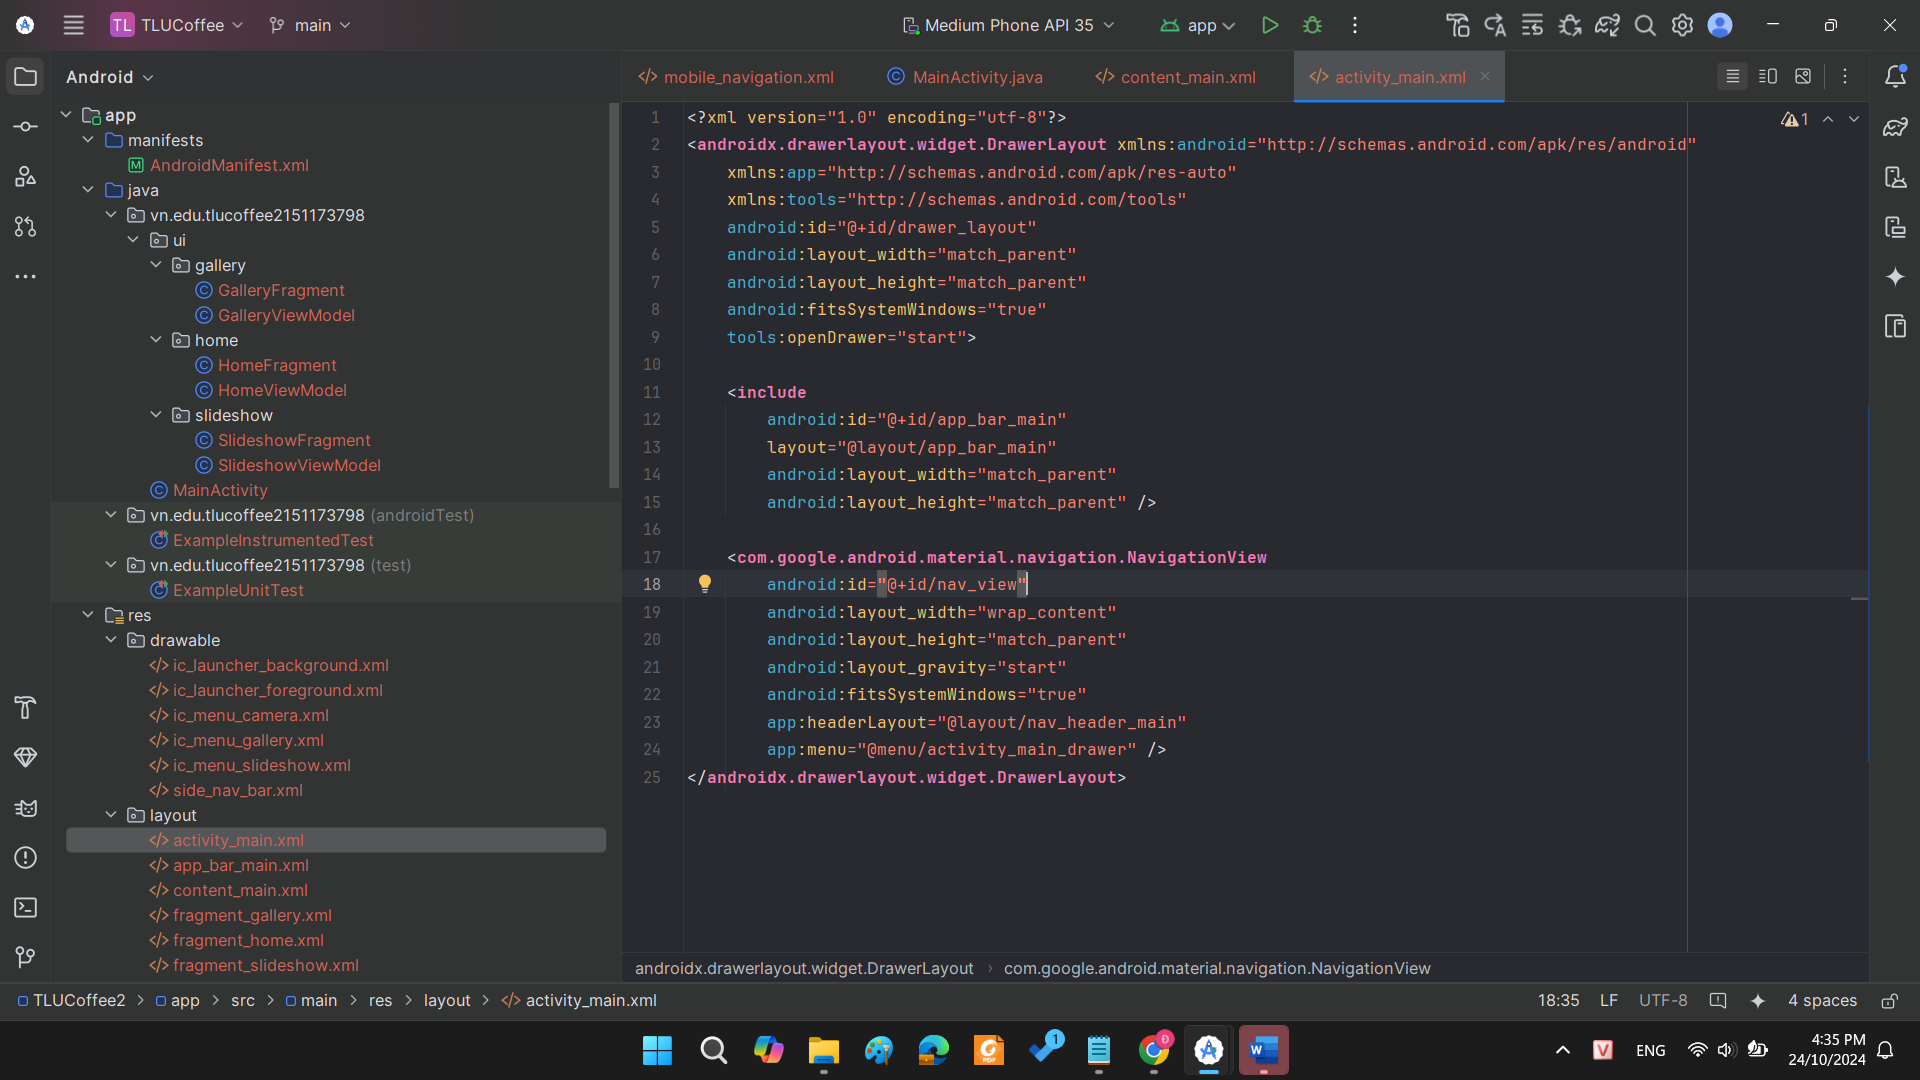 TL TLUCoffee main Medium Phone API 35 app
Android
mobile_navigation.xml MainActivity.java content_main.xml activity_main.xml
app
manifests
AndroidManifest.xml
java
vn.edu.tlucoffee2151173798
ui
gallery
GalleryFragment
GalleryViewModel
home
HomeFragment
HomeViewModel
slideshow
SlideshowFragment
SlideshowViewModel
MainActivity
vn.edu.tlucoffee2151173798 (androidTest)
ExampleInstrumentedTest
vn.edu.tlucoffee2151173798 (test)
ExampleUnitTest
res
drawable
ic_launcher_background.xml
ic_launcher_foreground.xml
ic_menu_camera.xml
ic_menu_gallery.xml
ic_menu_slideshow.xml
side_nav_bar.xml
layout
activity_main.xml
app_bar_main.xml
content_main.xml
fragment_gallery.xml
fragment_home.xml
fragment_slideshow.xml
1 <?xml version="1.0" encoding="utf-8"?>
2 <androidx.drawerlayout.widget.DrawerLayout xmlns:android="http://schemas.android.com/apk/res/android"
3 xmlns:app="http://schemas.android.com/apk/res-auto"
4 xmlns:tools="http://schemas.android.com/tools"
5 android:id="@+id/drawer_layout"
6 android:layout_width="match_parent"
7 android:layout_height="match_parent"
8 android:fitsSystemWindows="true"
9 tools:openDrawer="start">
10
11 <include
12 android:id="@+id/app_bar_main"
13 layout="@layout/app_bar_main"
14 android:layout_width="match_parent"
15 android:layout_height="match_parent" />
16
17 <com.google.android.material.navigation.NavigationView
18 android:id="@+id/nav_view"
19 android:layout_width="wrap_content"
20 android:layout_height="match_parent"
21 android:layout_gravity="start"
22 android:fitsSystemWindows="true"
23 app:headerLayout="@layout/nav_header_main"
24 app:menu="@menu/activity_main_drawer" />
25 </androidx.drawerlayout.widget.DrawerLayout>
1
androidx.drawerlayout.widget.DrawerLayout › com.google.android.material.navigation.NavigationView
TLUCoffee2 > app > src > main > res > layout > activity_main.xml 18:35 LF UTF-8 4 spaces
PDF 1 Đ W V ENG
4:35 PM
24/10/2024